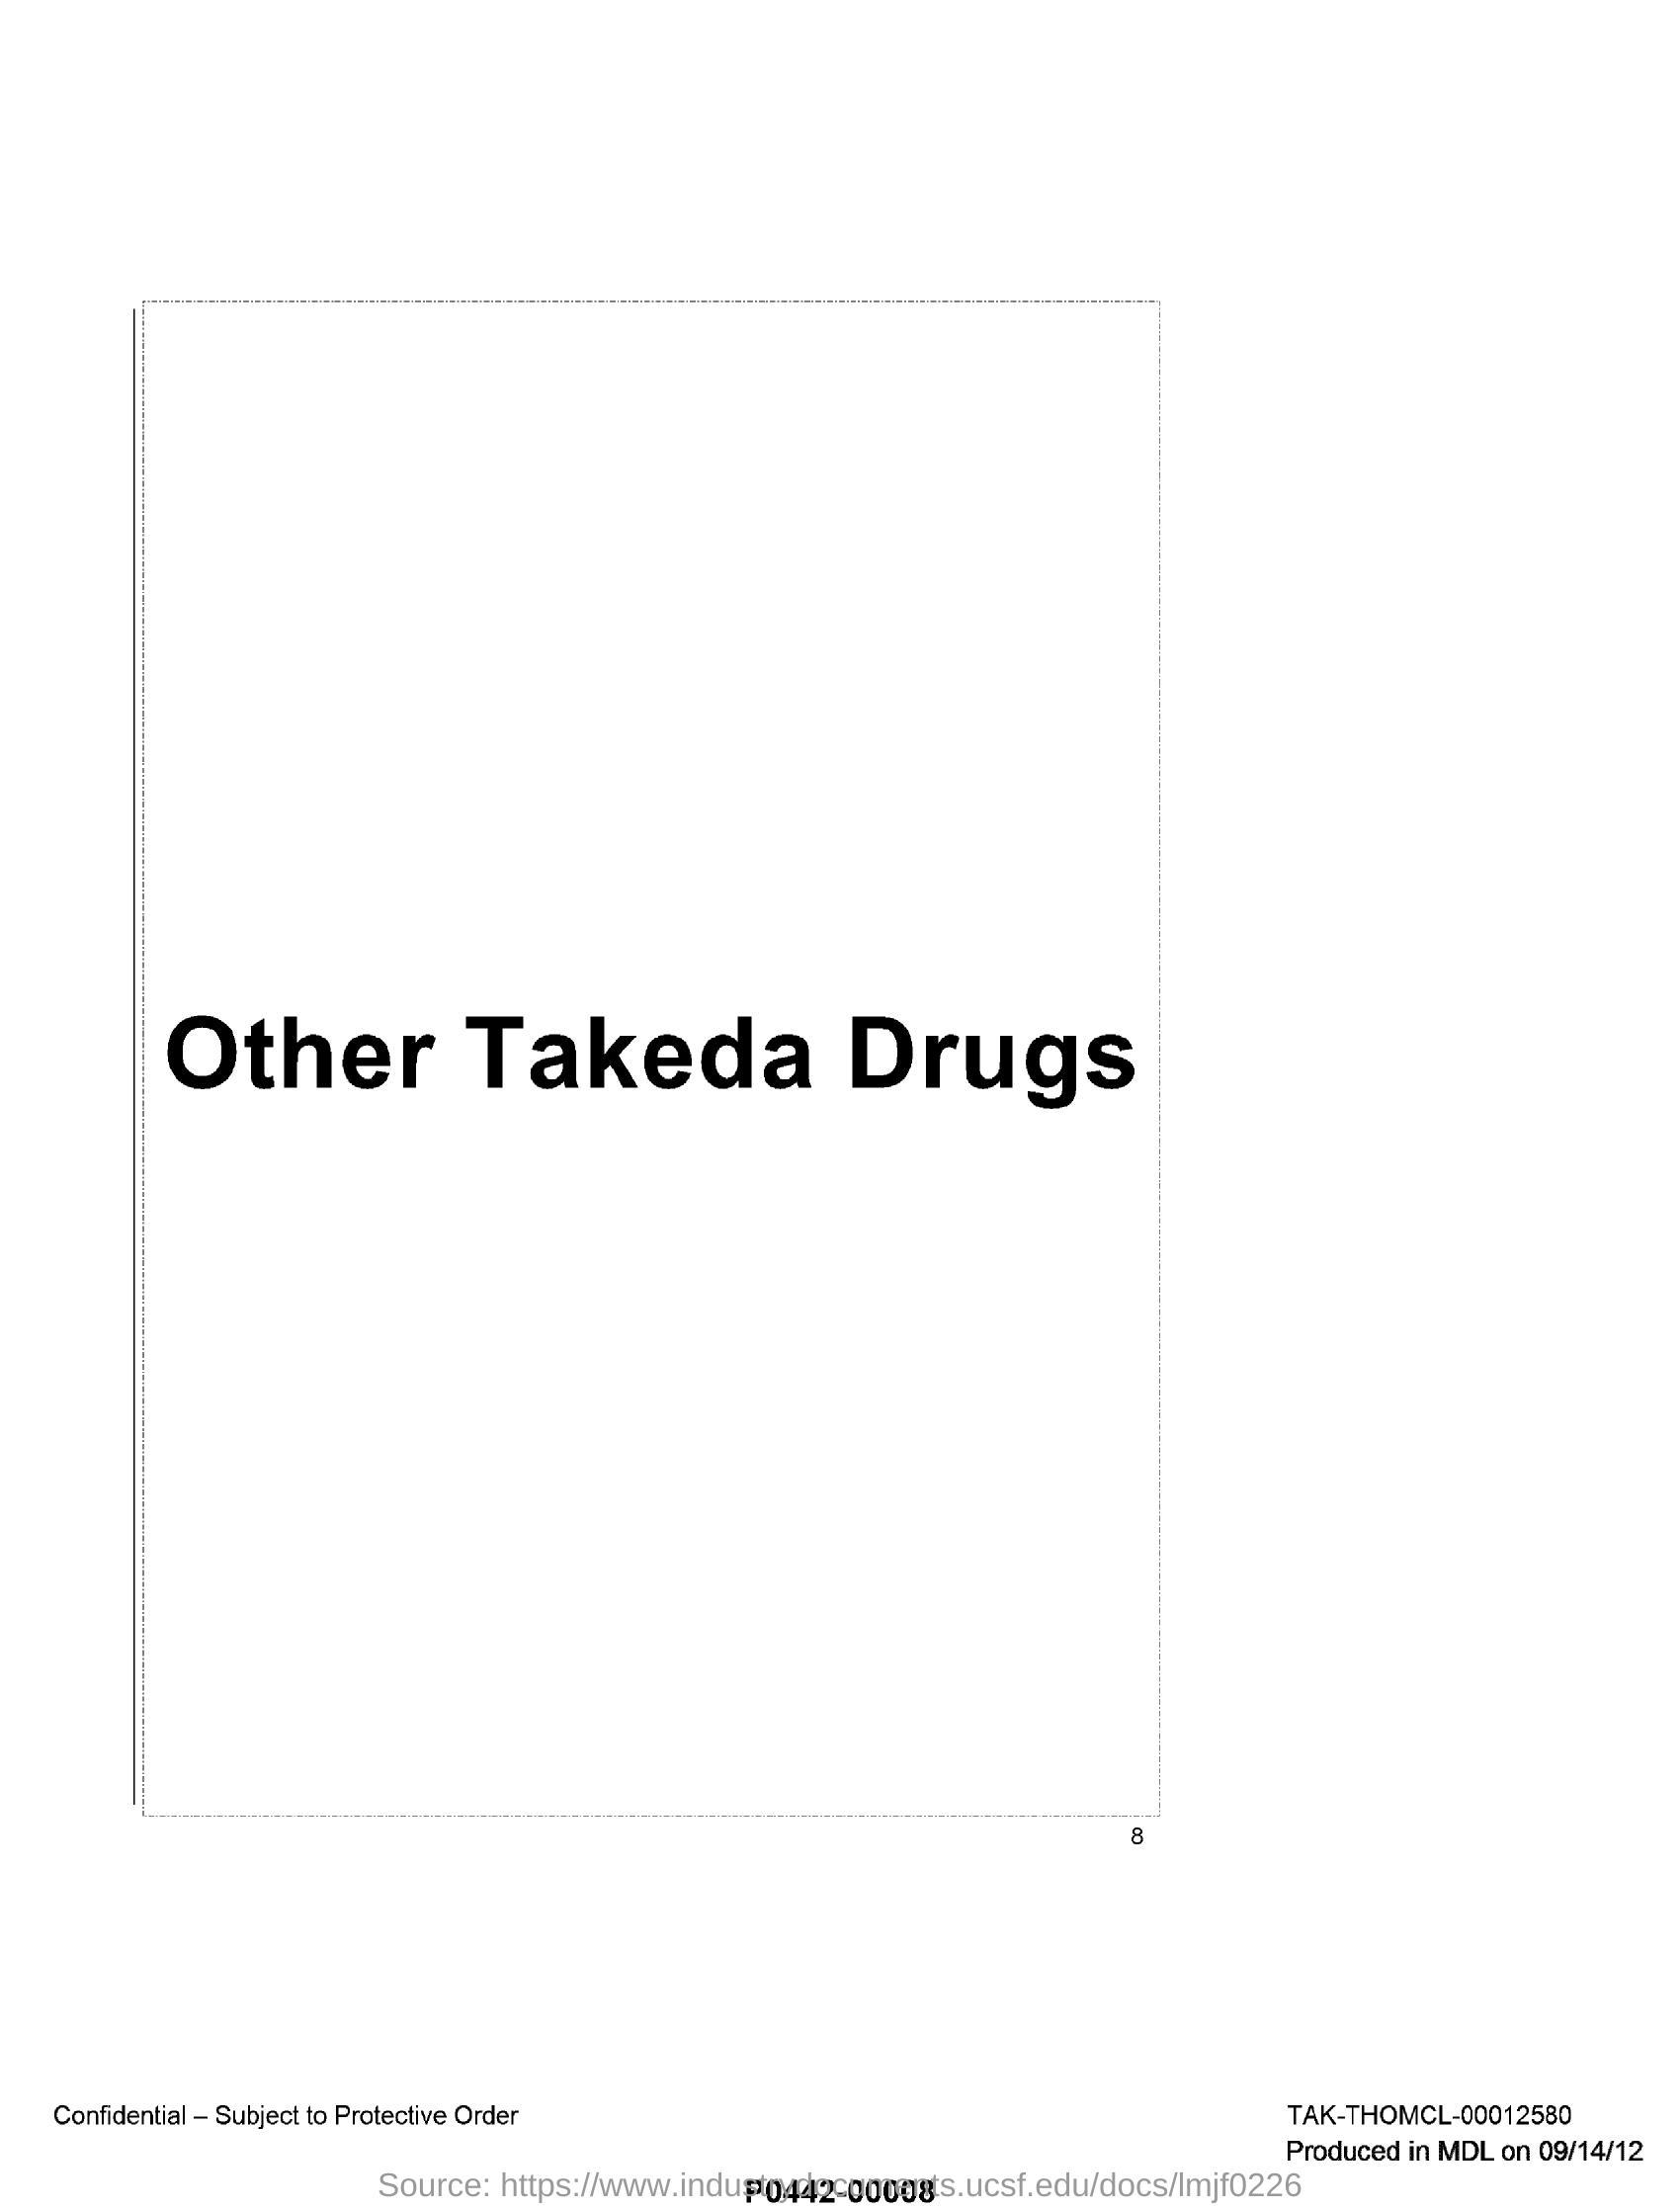 Other Takeda Drugs
8
Confidential – Subject to Protective Order
TAK-THOMCL-00012580
Produced in MDL on 09/14/12
Source: https://www.industrydocuments.ucsf.edu/docs/lmjf0226
P0442-00008